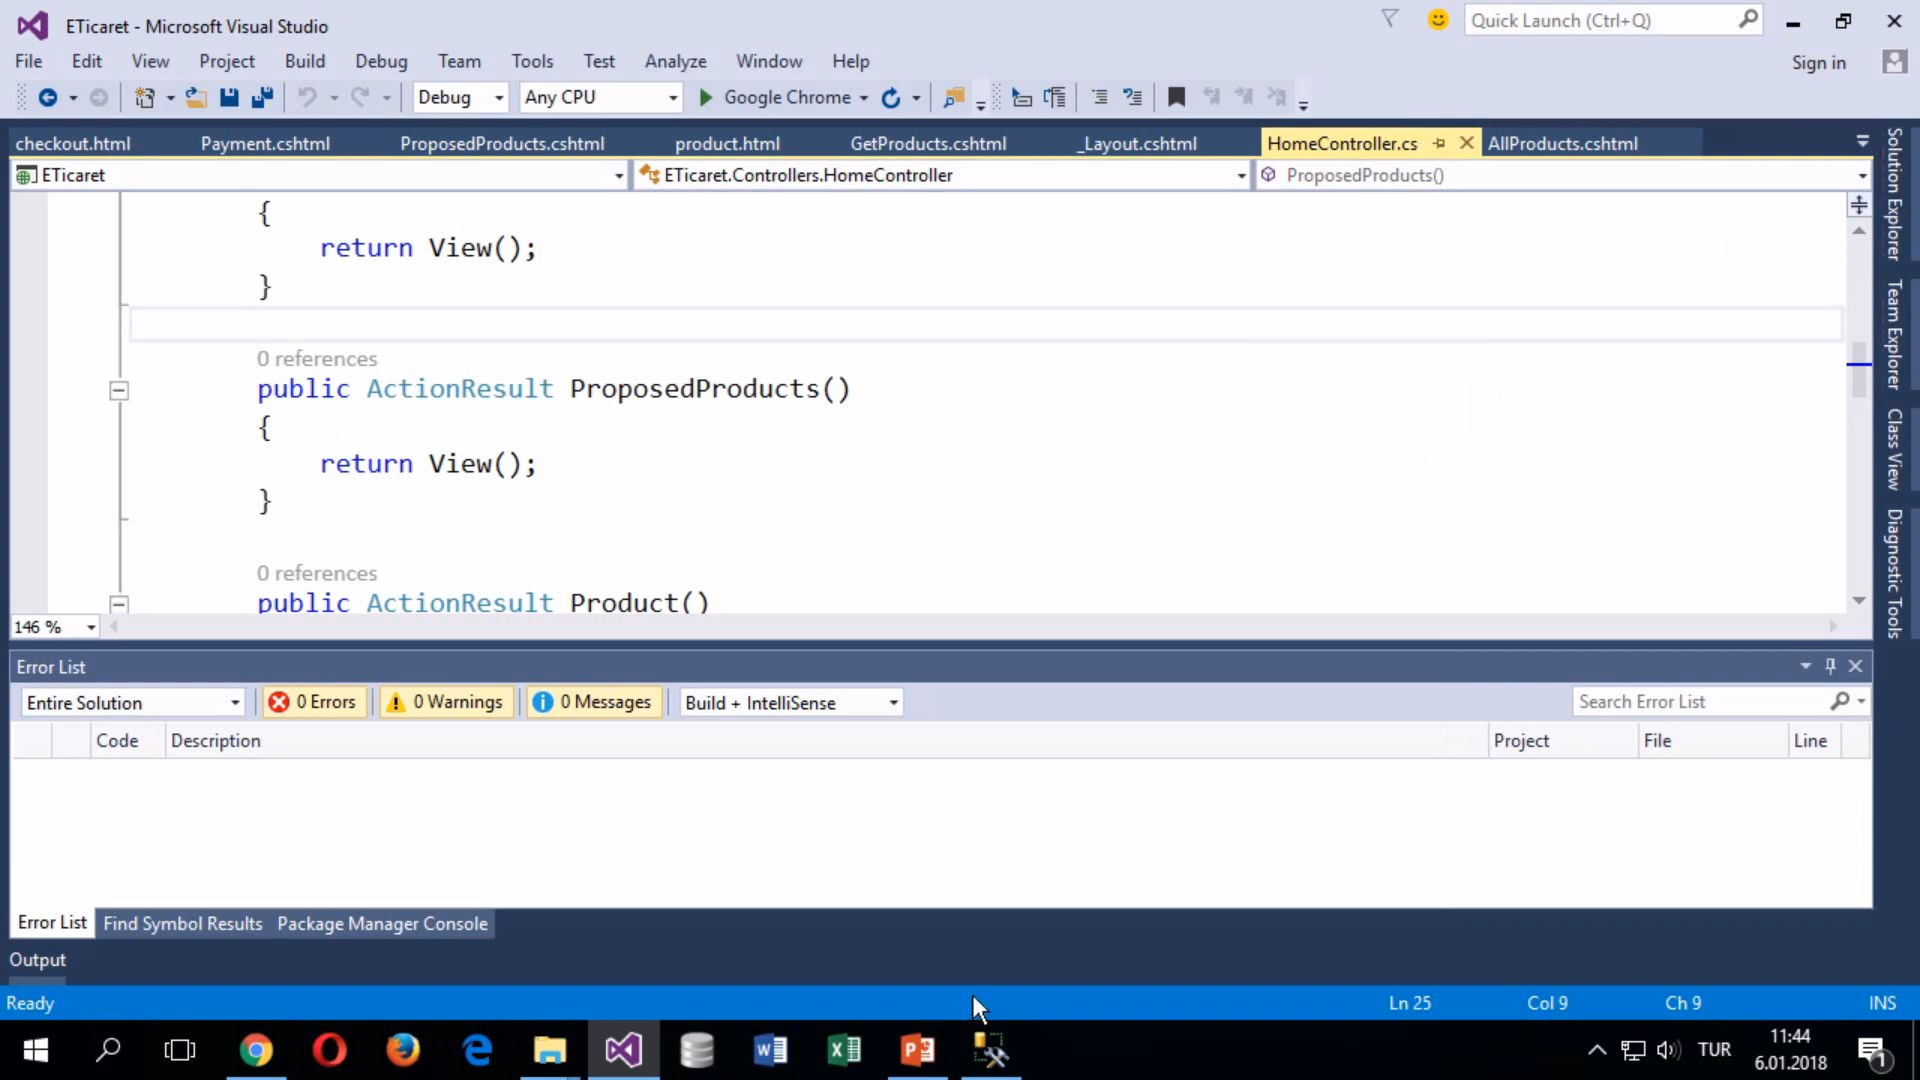 ETicaret - Microsoft Visual Studio
Quick Launch (Ctrl+Q)
File Edit View Project Build Debug Team Tools Test Analyze Window Help
Sign in
Debug Any CPU Google Chrome
checkout.html Payment.cshtml ProposedProducts.cshtml product.html GetProducts.cshtml _Layout.cshtml HomeController.cs AllProducts.cshtml
ETicaret ETicaret.Controllers.HomeController ProposedProducts()
{
return View();
}
0 references
public ActionResult ProposedProducts()
{
return View();
}
0 references
public ActionResult Product()
146 %
Solution Explorer
Team Explorer
Class View
Diagnostic Tools
Error List
Entire Solution 0 Errors 0 Warnings 0 Messages Build + IntelliSense Search Error List
Code Description Project File Line
Error List Find Symbol Results Package Manager Console
Output
Ready Ln 25 Col 9 Ch 9 INS
TUR 11:44
6.01.2018
1